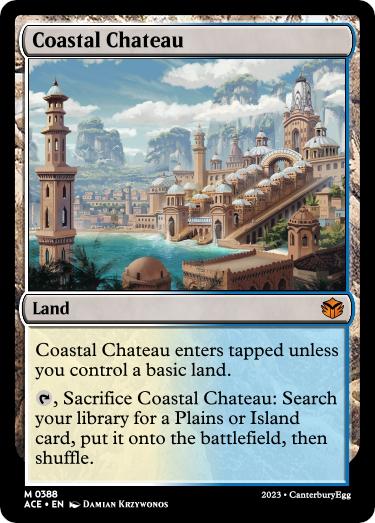 Coastal Chateau
Land
Coastal Chateau enters tapped unless
you control a basic land.
, Sacrifice Coastal Chateau: Search
your library for a Plains or Island
card, put it onto the battlefield, then
shuffle.
M 0388
ACE • EN DAMIAN KRZYWONOS
2023 • CanterburyEgg